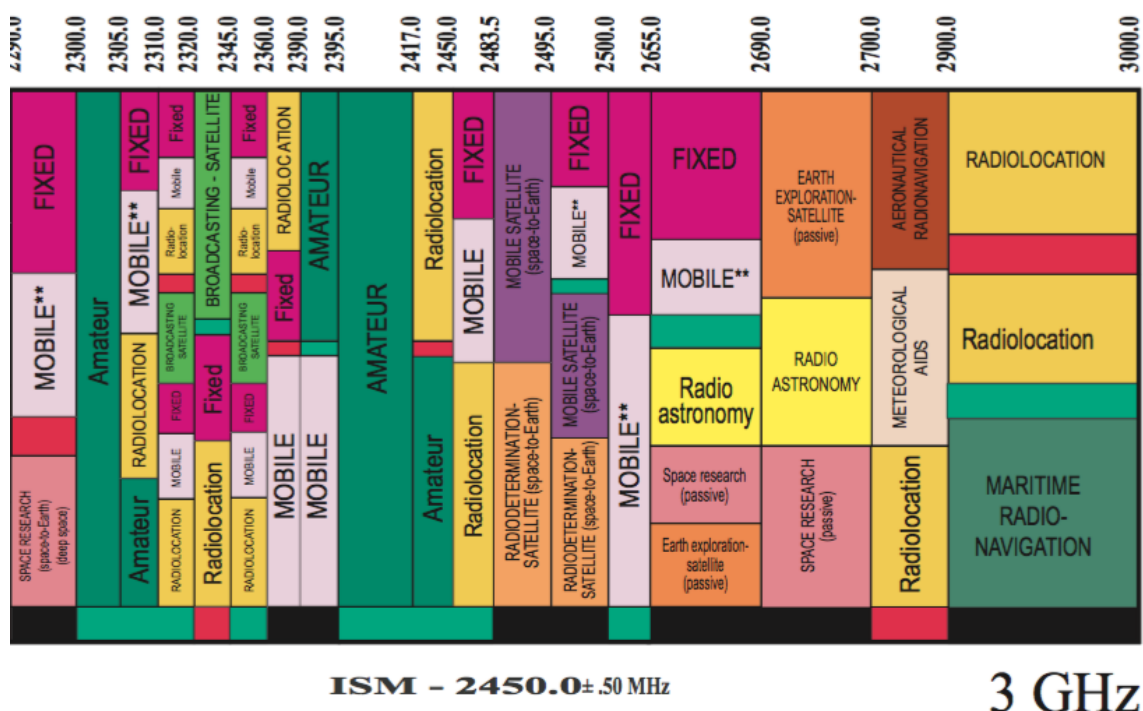 2290.0
2300.0
2305.0
2310.0
2320.0
2345.0
2360.0
2390.0
2395.0
2417.0
2450.0
2483.5
2495.0
2500.0
2655.0
2690.0
2700.0
2900.0
3000.0
FIXED
MOBILE**
SPACE RESEARCH
(space-to-Earth)
(deep space)
Amateur
FIXED
MOBILE**
RADIOLOCATION
Amateur
Fixed
Mobile
Radio-
location
BROADCASTING
SATELLITE
FIXED
MOBILE
RADIOLOCATION
BROADCASTING - SATELLITE
Fixed
Radiolocation
Fixed
Mobile
Radio-
location
BROADCASTING
SATELLITE
FIXED
MOBILE
RADIOLOCATION
RADIOLOCATION
Fixed
MOBILE
AMATEUR
MOBILE
AMATEUR
Radiolocation
Amateur
FIXED
MOBILE
Radiolocation
MOBILE SATELLITE
(space-to-Earth)
RADIODETERMINATION-
SATELLITE (space-to-Earth)
FIXED
MOBILE**
MOBILE SATELLITE
(space-to-Earth)
RADIODETERMINATION-
SATELLITE (space-to-Earth)
FIXED
MOBILE**
FIXED
MOBILE**
Radio
astronomy
Space research
(passive)
Earth exploration-
satellite
(passive)
EARTH
EXPLORATION-
SATELLITE
(passive)
RADIO
ASTRONOMY
SPACE RESEARCH
(passive)
AERONAUTICAL
RADIONAVIGATION
METEOROLOGICAL
AIDS
Radiolocation
RADIOLOCATION
Radiolocation
MARITIME
RADIO-
NAVIGATION
ISM – 2450.0± .50 MHz
3 GHz